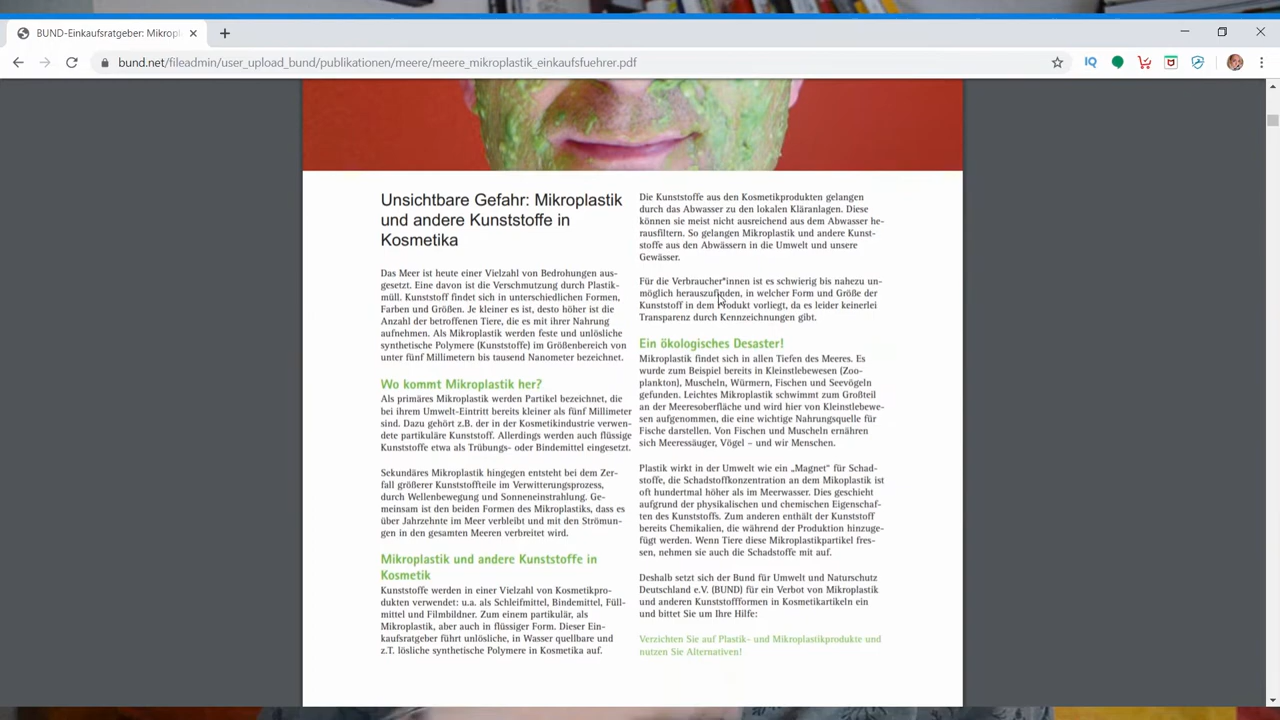 BUND-Einkaufsratgeber: Mikropl
bund.net/fileadmin/user_upload_bund/publikationen/meere/meere_mikroplastik_einkaufsfuehrer.pdf
IQ
Unsichtbare Gefahr: Mikroplastik
und andere Kunststoffe in
Kosmetika
Das Meer ist heute einer Vielzahl von Bedrohungen aus-
gesetzt. Eine davon ist die Verschmutzung durch Plastik-
müll. Kunststoff findet sich in unterschiedlichen Formen,
Farben und Größen. Je kleiner es ist, desto höher ist die
Anzahl der betroffenen Tiere, die es mit ihrer Nahrung
aufnehmen. Als Mikroplastik werden feste und unlösliche
synthetische Polymere (Kunststoffe) im Größenbereich von
unter fünf Millimetern bis tausend Nanometer bezeichnet.
Wo kommt Mikroplastik her?
Als primäres Mikroplastik werden Partikel bezeichnet, die
bei ihrem Umwelt-Eintritt bereits kleiner als fünf Millimeter
sind. Dazu gehört z.B. der in der Kosmetikindustrie verwen-
dete partikuläre Kunststoff. Allerdings werden auch flüssige
Kunststoffe etwa als Trübungs- oder Bindemittel eingesetzt.
Sekundäres Mikroplastik hingegen entsteht bei dem Zer-
fall größerer Kunststoffteile im Verwitterungsprozess,
durch Wellenbewegung und Sonneneinstrahlung. Ge-
meinsam ist den beiden Formen des Mikroplastiks, dass es
über Jahrzehnte im Meer verbleibt und mit den Strömun-
gen in den gesamten Meeren verbreitet wird.
Mikroplastik und andere Kunststoffe in
Kosmetik
Kunststoffe werden in einer Vielzahl von Kosmetikpro-
dukten verwendet: u.a. als Schleifmittel, Bindemittel, Füll-
mittel und Filmbildner. Zum einem partikulär, als
Mikroplastik, aber auch in flüssiger Form. Dieser Ein-
kaufsratgeber führt unlösliche, in Wasser quellbare und
z.T. lösliche synthetische Polymere in Kosmetika auf.
Die Kunststoffe aus den Kosmetikprodukten gelangen
durch das Abwasser zu den lokalen Kläranlagen. Diese
können sie meist nicht ausreichend aus dem Abwasser he-
rausfiltern. So gelangen Mikroplastik und andere Kunst-
stoffe aus den Abwässern in die Umwelt und unsere
Gewässer.
Für die Verbraucher*innen ist es schwierig bis nahezu un-
möglich herauszufinden, in welcher Form und Größe der
Kunststoff in dem Produkt vorliegt, da es leider keinerlei
Transparenz durch Kennzeichnungen gibt.
Ein ökologisches Desaster!
Mikroplastik findet sich in allen Tiefen des Meeres. Es
wurde zum Beispiel bereits in Kleinstlebewesen (Zoo-
plankton), Muscheln, Würmern, Fischen und Seevögeln
gefunden. Leichtes Mikroplastik schwimmt zum Großteil
an der Meeresoberfläche und wird hier von Kleinstlebewe-
sen aufgenommen, die eine wichtige Nahrungsquelle für
Fische darstellen. Von Fischen und Muscheln ernähren
sich Meeressäuger, Vögel – und wir Menschen.
Plastik wirkt in der Umwelt wie ein „Magnet" für Schad-
stoffe, die Schadstoffkonzentration an dem Mikoplastik ist
oft hundertmal höher als im Meerwasser. Dies geschieht
aufgrund der physikalischen und chemischen Eigenschaf-
ten des Kunststoffs. Zum anderen enthält der Kunststoff
bereits Chemikalien, die während der Produktion hinzuge-
fügt werden. Wenn Tiere diese Mikroplastikpartikel fres-
sen, nehmen sie auch die Schadstoffe mit auf.
Deshalb setzt sich der Bund für Umwelt und Naturschutz
Deutschland e.V. (BUND) für ein Verbot von Mikroplastik
und anderen Kunststoffformen in Kosmetikartikeln ein
und bittet Sie um Ihre Hilfe:
Verzichten Sie auf Plastik- und Mikroplastikprodukte und
nutzen Sie Alternativen!